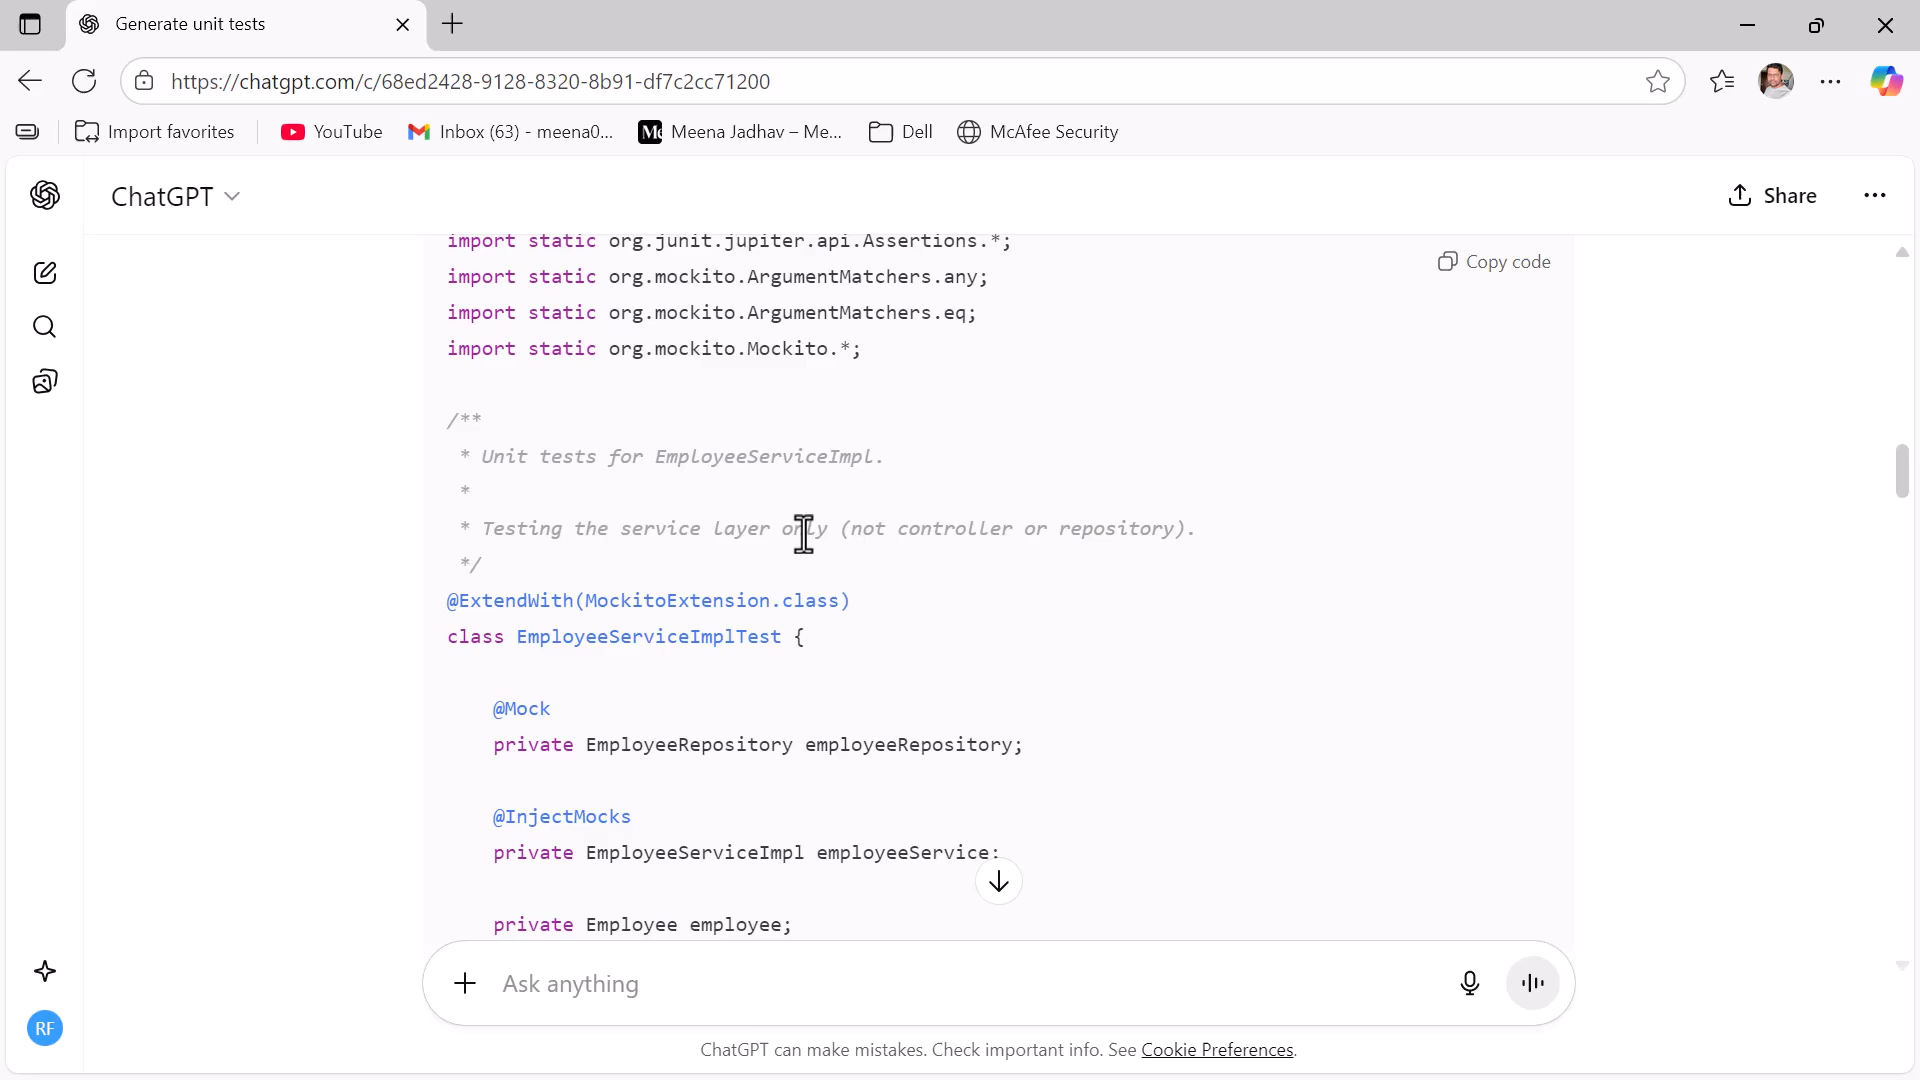 Generate unit tests
https://chatgpt.com/c/68ed2428-9128-8320-8b91-df7c2cc71200
Import favorites
YouTube
Inbox (63) - meena0...
Me
Meena Jadhav – Me...
Dell
McAfee Security
ChatGPT
Share
import static org.junit.jupiter.api.Assertions.*;
Copy code
import static org.mockito.ArgumentMatchers.any;
import static org.mockito.ArgumentMatchers.eq;
import static org.mockito.Mockito.*;
/**
* Unit tests for EmployeeServiceImpl.
*
* Testing the service layer only (not controller or repository).
*/
@ExtendWith(MockitoExtension.class)
class EmployeeServiceImplTest {
@Mock
private EmployeeRepository employeeRepository;
@InjectMocks
private EmployeeServiceImpl employeeService;
private Employee employee;
Ask anything
RF
ChatGPT can make mistakes. Check important info. See Cookie Preferences.